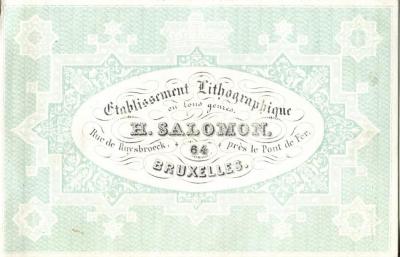 Etablissement Lithographique
en tous genres,
H. SALOMON,
Rue de Ruysbroeck, 64 près le Pont de Fer,
BRUXELLES.